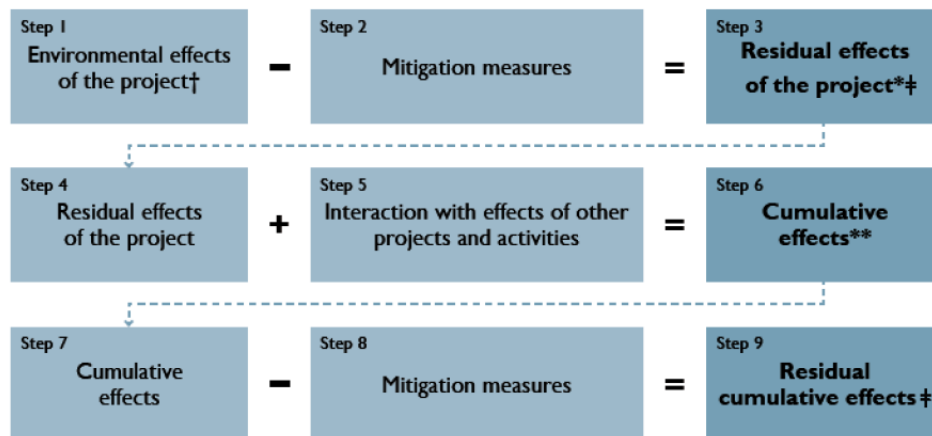 Step 1
Environmental effects
of the project†
−
Step 2
Mitigation measures
=
Step 3
Residual effects
of the project*‡
Step 4
Residual effects
of the project
+
Step 5
Interaction with effects of other
projects and activities
=
Step 6
Cumulative
effects**
Step 7
Cumulative
effects
−
Step 8
Mitigation measures
=
Step 9
Residual
cumulative effects‡